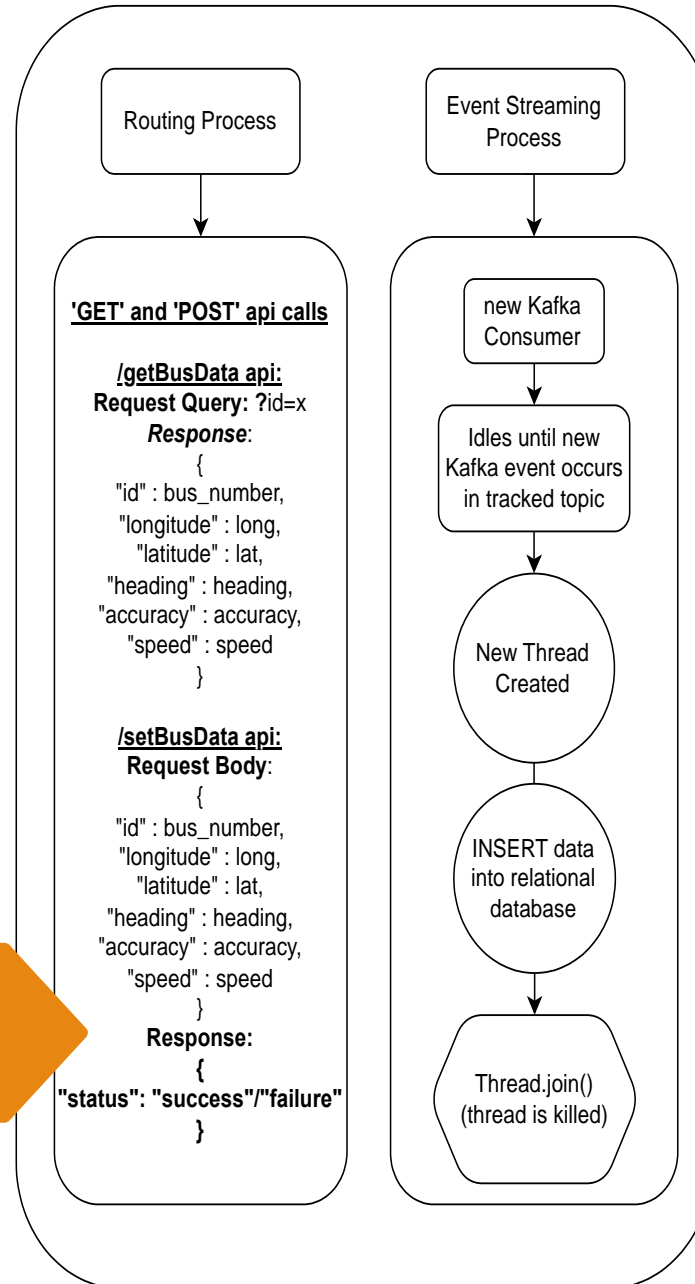 Routing Process
'GET' and 'POST' api calls
/getBusData api:
Request Query: ?id=x
Response:
{
"id" : bus_number,
"longitude" : long,
"latitude" : lat,
"heading" : heading,
"accuracy" : accuracy,
"speed" : speed
}
/setBusData api:
Request Body:
{
"id" : bus_number,
"longitude" : long,
"latitude" : lat,
"heading" : heading,
"accuracy" : accuracy,
"speed" : speed
}
Response:
{
"status": "success"/"failure"
}
Event Streaming
Process
new Kafka
Consumer
Idles until new
Kafka event occurs
in tracked topic
New Thread
Created
INSERT data
into relational
database
Thread.join()
(thread is killed)